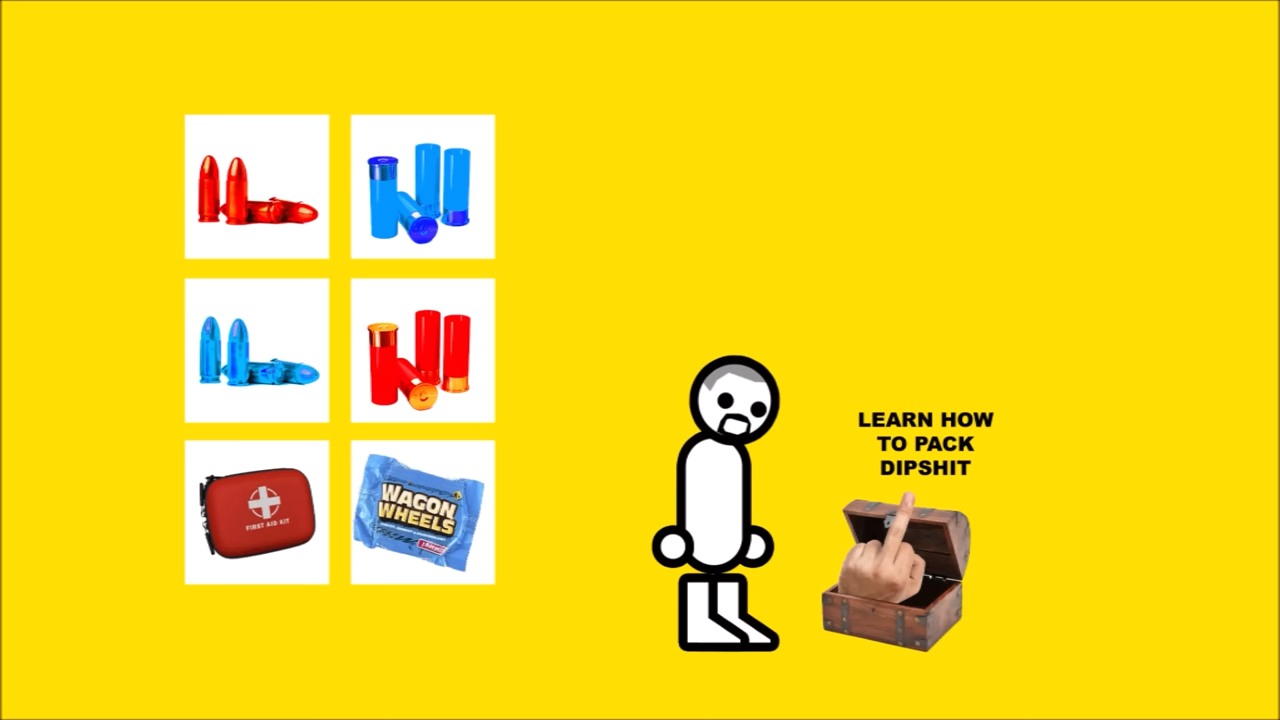 LEARN HOW
TO PACK
DIPSHIT
FIRST AID KIT
WAGON
WHEELS